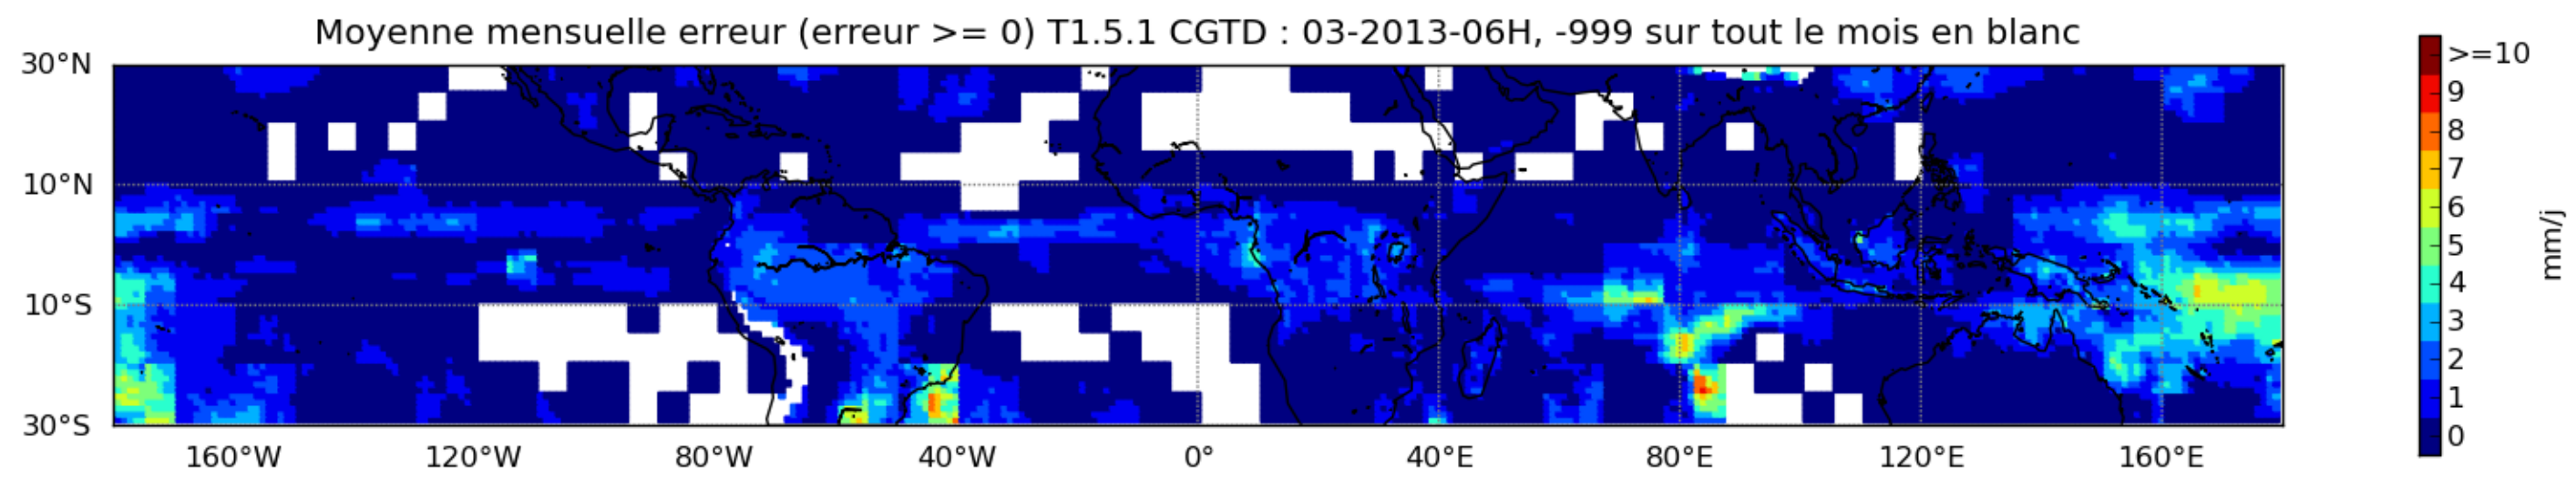 Moyenne mensuelle erreur (erreur >= 0) T1.5.1 CGTD : 03-2013-06H, -999 sur tout le mois en blanc
30°N
10°N
10°S
30°S
160°W 120°W 80°W 40°W 0° 40°E 80°E 120°E 160°E
>=10
9
8
7
6
5
4
3
2
1
0
mm/j